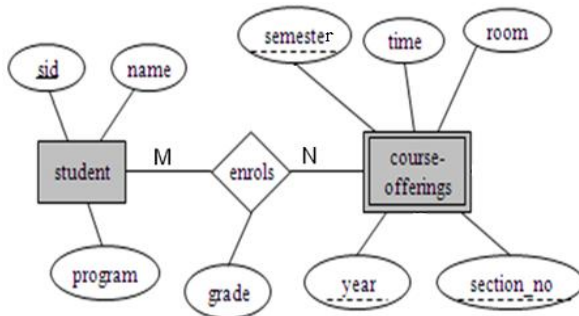 semester
time
room
sid
name
student
M
enrols
N
course-
offerings
program
grade
year
section_no